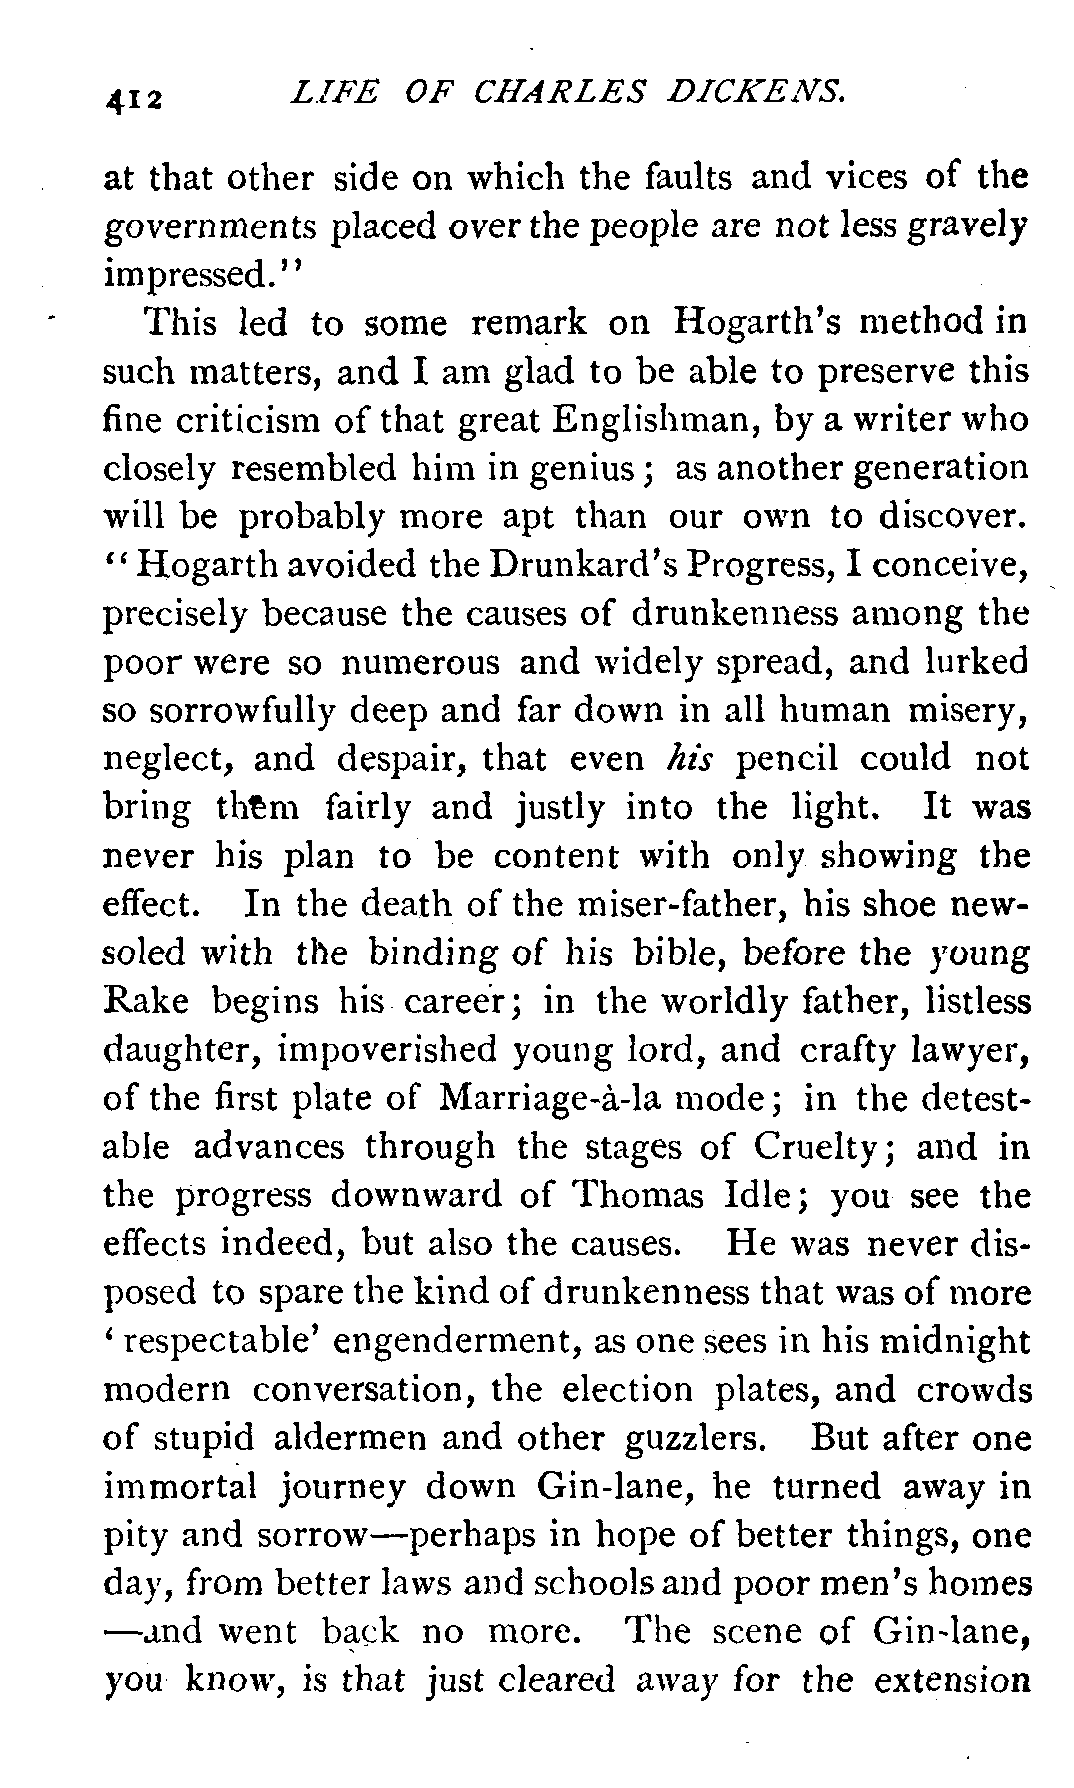 412 LIFE OF CHARLES DICKENS.
at that other side on which the faults and vices of the
governments placed over the people are not less gravely
impressed."
This led to some remark on Hogarth's method in
such matters, and I am glad to be able to preserve this
fine criticism of that great Englishman, by a writer who
closely resembled him in genius; as another generation
will be probably more apt than our own to discover.
"Hogarth avoided the Drunkard's Progress, I conceive,
precisely because the causes of drunkenness among the
poor were so numerous and widely spread, and lurked
so sorrowfully deep and far down in all human misery,
neglect, and despair, that even his pencil could not
bring them fairly and justly into the light. It was
never his plan to be content with only showing the
effect. In the death of the miser-father, his shoe new-
soled with the binding of his bible, before the young
Rake begins his career; in the worldly father, listless
daughter, impoverished young lord, and crafty lawyer,
of the first plate of Marriage-à-la mode; in the detest-
able advances through the stages of Cruelty; and in
the progress downward of Thomas Idle; you see the
effects indeed, but also the causes. He was never dis-
posed to spare the kind of drunkenness that was of more
'respectable' engenderment, as one sees in his midnight
modern conversation, the election plates, and crowds
of stupid aldermen and other guzzlers. But after one
immortal journey down Gin-lane, he turned away in
pity and sorrow—perhaps in hope of better things, one
day, from better laws and schools and poor men's homes
—and went back no more. The scene of Gin-lane,
you know, is that just cleared away for the extension